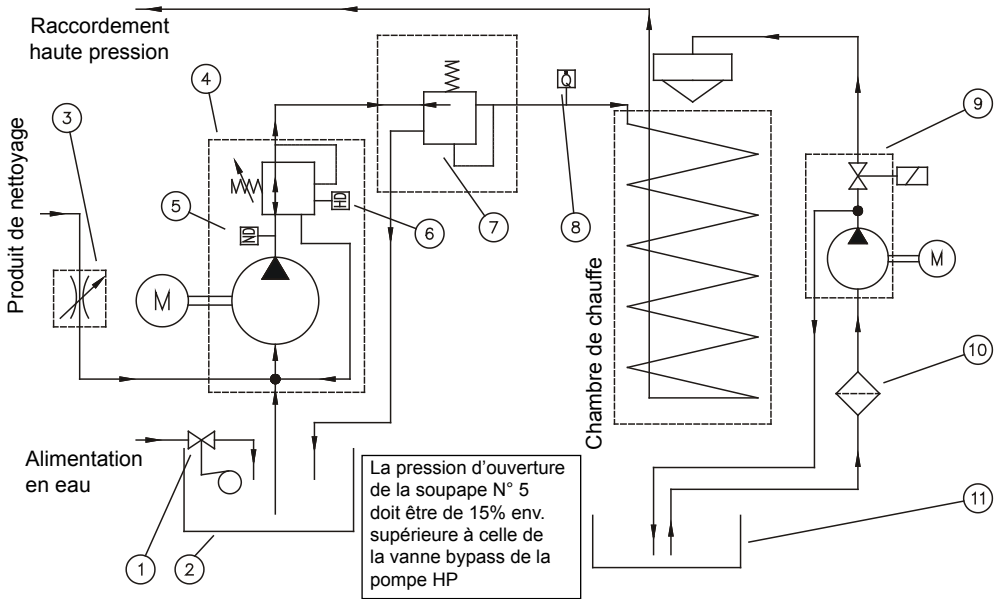 Raccordement
haute pression
4
3
Produit de nettoyage
5
ND
HD
6
M
7
Q
8
Chambre de chauffe
9
M
10
Alimentation
en eau
1
2
La pression d'ouverture
de la soupape N° 5
doit être de 15% env.
supérieure à celle de
la vanne bypass de la
pompe HP
11